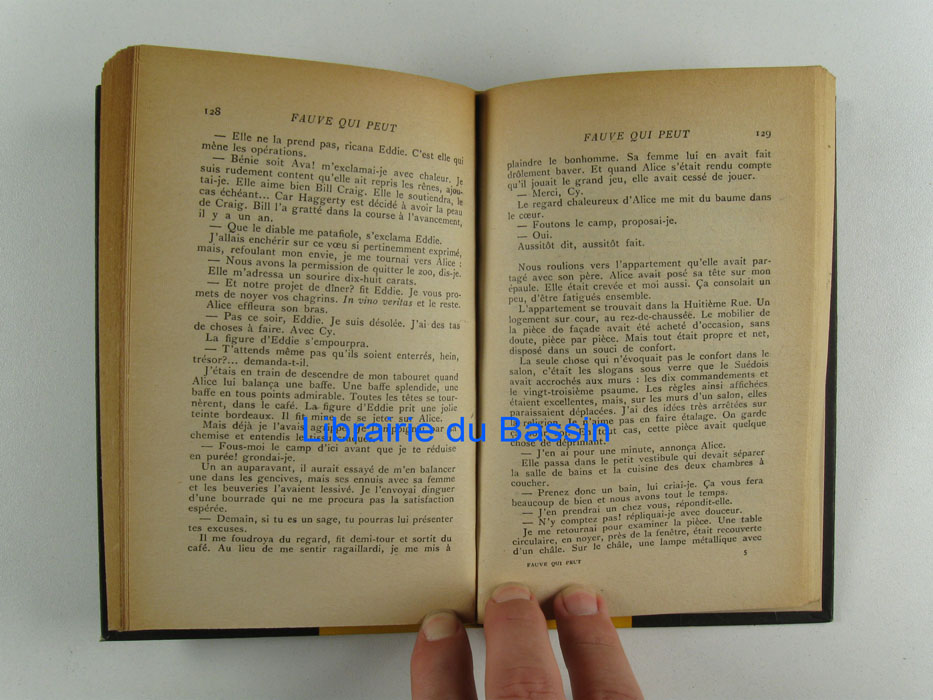 128
FAUVE QUI PEUT
— Elle ne la prend pas, ricana Eddie. C'est elle qui
mène les opérations.
— Bénie soit Ava! m'exclamai-je avec chaleur. Je
suis rudement content qu'elle ait repris les rênes, ajou-
tai-je. Elle aime bien Bill Craig. Elle le soutiendra, le
cas échéant... Car Haggerty est décidé à avoir la peau
de Craig. Bill l'a gratté dans la course à l'avancement,
il y a un an.
— Que le diable me patafiole, s'exclama Eddie.
J'allais enchérir sur ce vœu si pertinemment exprimé,
mais, refoulant mon envie, je me tournai vers Alice :
— Nous avons la permission de quitter le zoo, dis-je.
Elle m'adressa un sourire dix-huit carats.
— Et notre projet de dîner? fit Eddie. Je vous pro-
mets de noyer vos chagrins. In vino veritas et le reste.
Alice effleura son bras.
— Pas ce soir, Eddie. Je suis désolée. J'ai des tas
de choses à faire. Avec Cy.
La figure d'Eddie s'empourpra.
— T'attends même pas qu'ils soient enterrés, hein,
trésor?... demanda-t-il.
J'étais en train de descendre de mon tabouret quand
Alice lui balança une baffe. Une baffe splendide, une
baffe en tous points admirable. Toutes les têtes se tour-
nèrent, dans le café. La figure d'Eddie prit une jolie
teinte bordeaux. Il fit mine de se jeter sur Alice.
Mais déjà je l'avais agrippé par sa
chemise et entendis le tissu craquer.
— Fous-moi le camp d'ici avant que je te réduise
en purée! grondai-je.
Un an auparavant, il aurait essayé de m'en balancer
une dans les gencives, mais ses ennuis avec sa femme
et les beuveries l'avaient lessivé. Je l'envoyai dinguer
d'une bourrade qui ne me procura pas la satisfaction
espérée.
— Demain, si tu es un sage, tu pourras lui présenter
tes excuses.
Il me foudroya du regard, fit demi-tour et sortit du
café. Au lieu de me sentir ragaillardi, je me mis à
FAUVE QUI PEUT
129
plaindre le bonhomme. Sa femme lui en avait fait
drôlement baver. Et quand Alice s'était rendu compte
qu'il jouait le grand jeu, elle avait cessé de jouer.
— Merci, Cy.
Le regard chaleureux d'Alice me mit du baume dans
le cœur.
— Foutons le camp, proposai-je.
— Oui.
Aussitôt dit, aussitôt fait.
Nous roulions vers l'appartement qu'elle avait par-
tagé avec son père. Alice avait posé sa tête sur mon
épaule. Elle était crevée et moi aussi. Ça consolait un
peu, d'être fatigués ensemble.
L'appartement se trouvait dans la Huitième Rue. Un
logement sur cour, au rez-de-chaussée. Le mobilier de
la pièce de façade avait été acheté d'occasion, sans
doute, pièce par pièce. Mais tout était propre et net,
disposé dans un souci de confort.
La seule chose qui n'évoquait pas le confort dans le
salon, c'était les slogans sous verre que le Suédois
avait accrochés aux murs : les dix commandements et
le vingt-troisième psaume. Les règles ainsi affichées
étaient excellentes, mais, sur les murs d'un salon, elles
paraissaient déplacées. J'ai des idées très arrêtées sur
la religion. Je n'aime pas en faire étalage. On garde
tout cas, cette pièce avait quelque
chose de déprimant.
— J'en ai pour une minute, annonça Alice.
Elle passa dans le petit vestibule qui devait séparer
la salle de bains et la cuisine des deux chambres à
coucher.
— Prenez donc un bain, lui criai-je. Ça vous fera
beaucoup de bien et nous avons tout le temps.
— J'en prendrai un chez vous, répondit-elle.
— N'y comptez pas! répliquai-je avec douceur.
Je me retournai pour examiner la pièce. Une table
circulaire, en noyer, près de la fenêtre, était recouverte
d'un châle. Sur le châle, une lampe métallique avec
FAUVE QUI PEUT
5
Librairie du Bassin